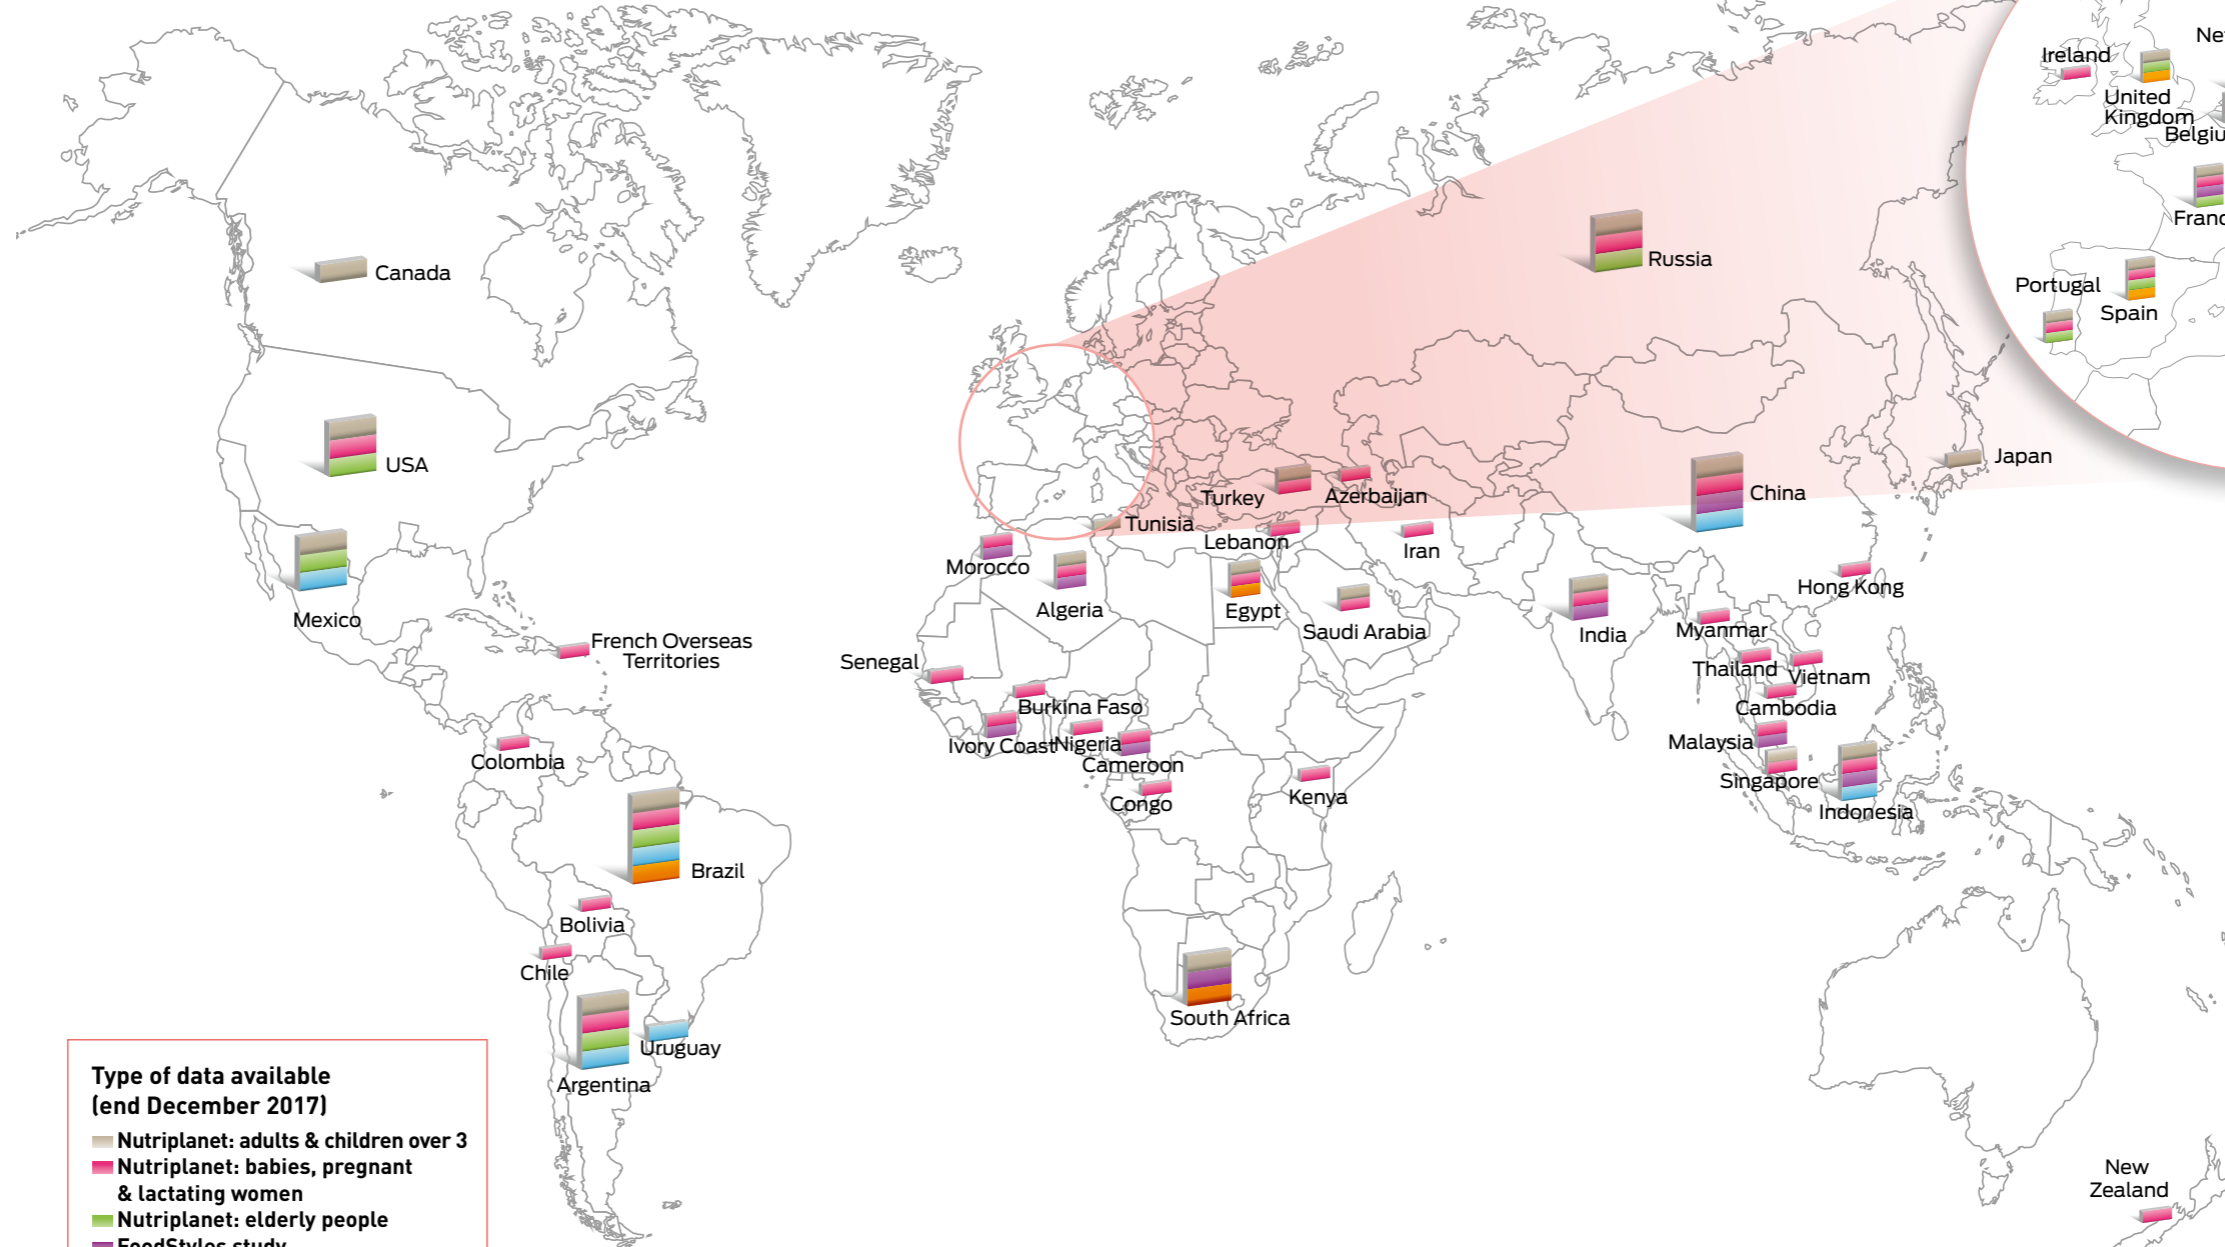 Ireland
United
Kingdom
Portugal
Spain
Canada
Russia
USA
Japan
China
Turkey
Azerbaijan
Tunisia
Lebanon
Iran
Morocco
Algeria
Egypt
Saudi Arabia
India
Hong Kong
Myanmar
Mexico
French Overseas
Territories
Senegal
Thailand
Vietnam
Burkina Faso
Cambodia
Ivory Coast
Nigeria
Cameroon
Malaysia
Singapore
Colombia
Congo
Kenya
Indonesia
Brazil
Bolivia
Chile
South Africa
Uruguay
Argentina
Type of data available
(end December 2017)
Nutriplanet: adults & children over 3
Nutriplanet: babies, pregnant
& lactating women
Nutriplanet: elderly people
FoodStyles study
New
Zealand